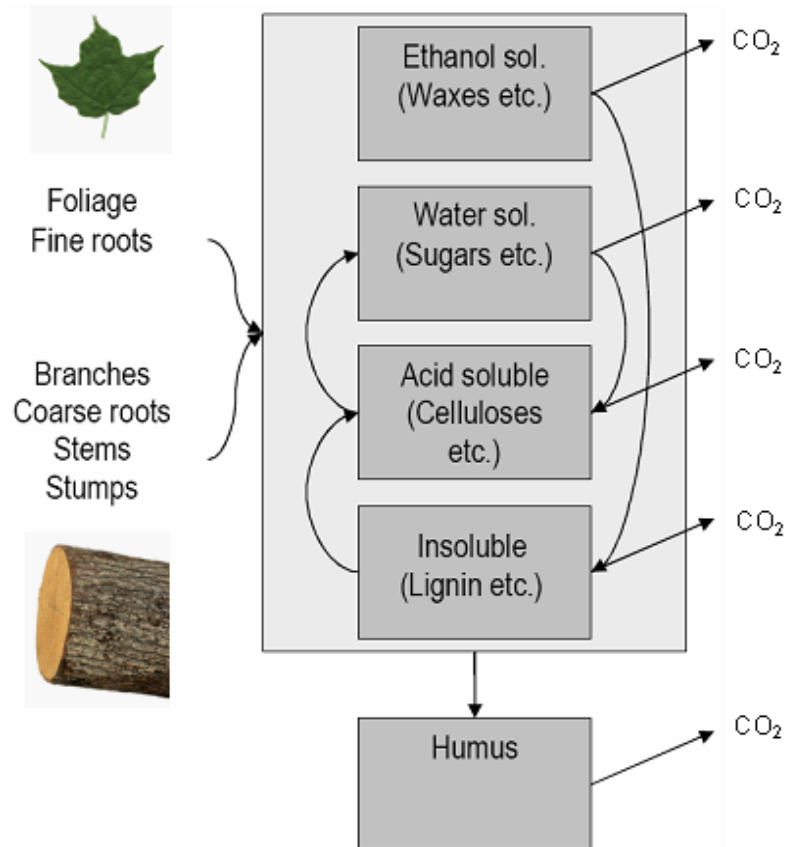 Ethanol sol.
(Waxes etc.)
CO₂
Foliage
Fine roots
Water sol.
(Sugars etc.)
CO₂
Branches
Coarse roots
Stems
Stumps
Acid soluble
(Celluloses
etc.)
CO₂
Insoluble
(Lignin etc.)
CO₂
Humus
CO₂